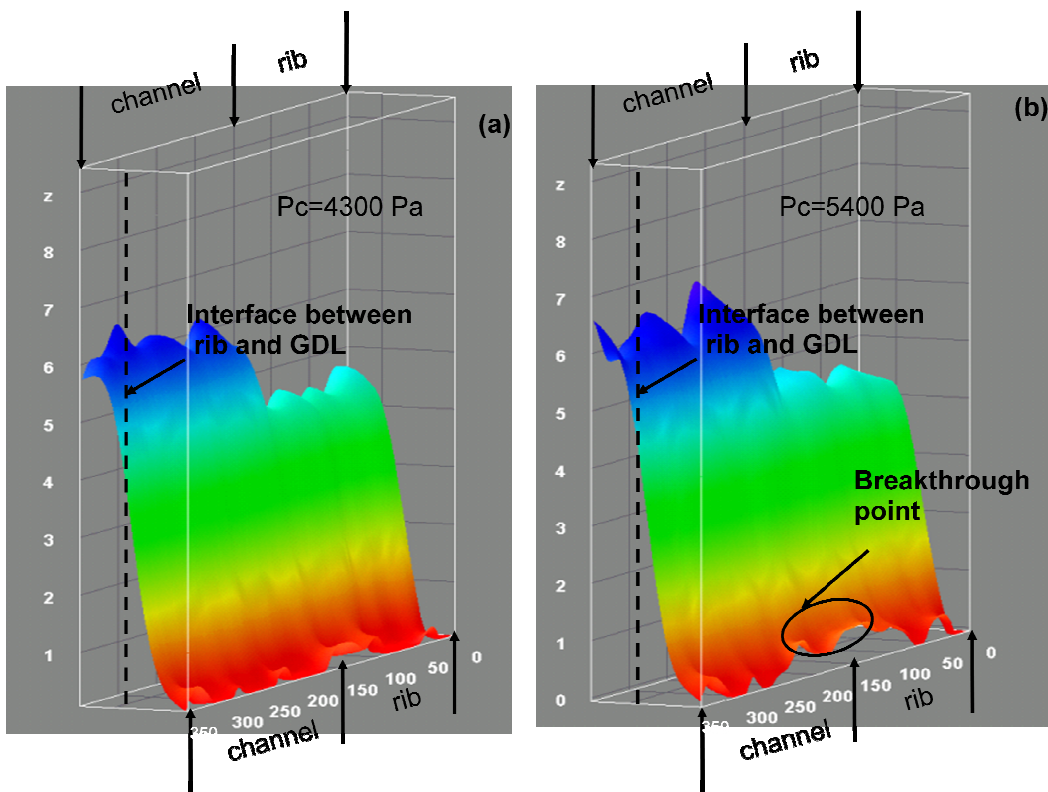 channel
rib
(a)
z
Pc=4300 Pa
8
7
Interface between
rib and GDL
6
5
4
3
2
1
0
50
100
150
200
250
300
350
rib
channel
channel
rib
(b)
z
Pc=5400 Pa
8
7
Interface between
rib and GDL
6
5
4
Breakthrough
point
3
2
1
0
0
50
100
150
200
250
300
350
rib
channel